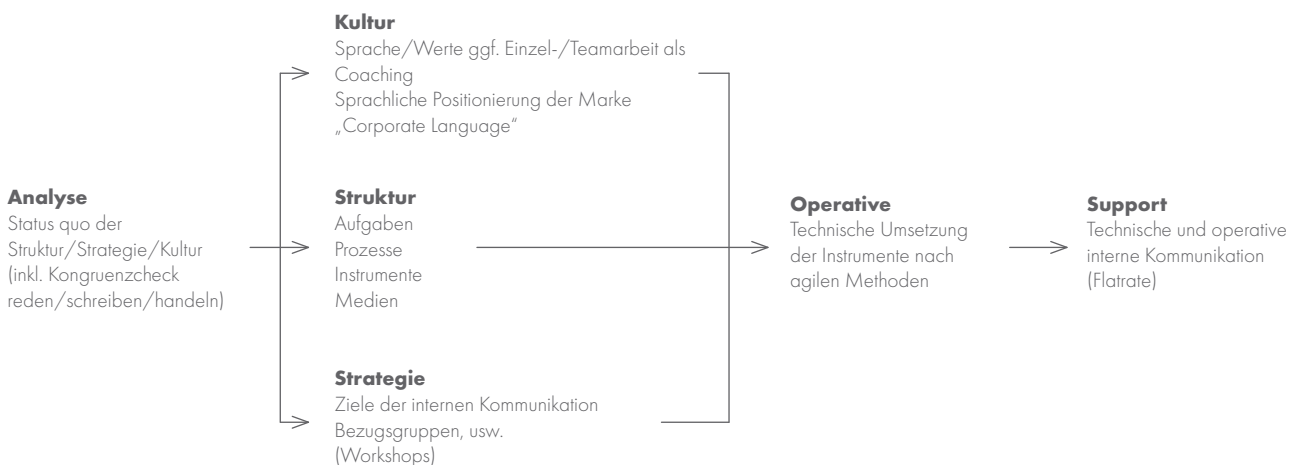 Analyse
Status quo der
Struktur/Strategie/Kultur
(inkl. Kongruenzcheck
reden/schreiben/handeln)
Kultur
Sprache/Werte ggf. Einzel-/Teamarbeit als
Coaching
Sprachliche Positionierung der Marke
„Corporate Language“
Struktur
Aufgaben
Prozesse
Instrumente
Medien
Strategie
Ziele der internen Kommunikation
Bezugsgruppen, usw.
(Workshops)
Operative
Technische Umsetzung
der Instrumente nach
agilen Methoden
Support
Technische und operative
interne Kommunikation
(Flatrate)